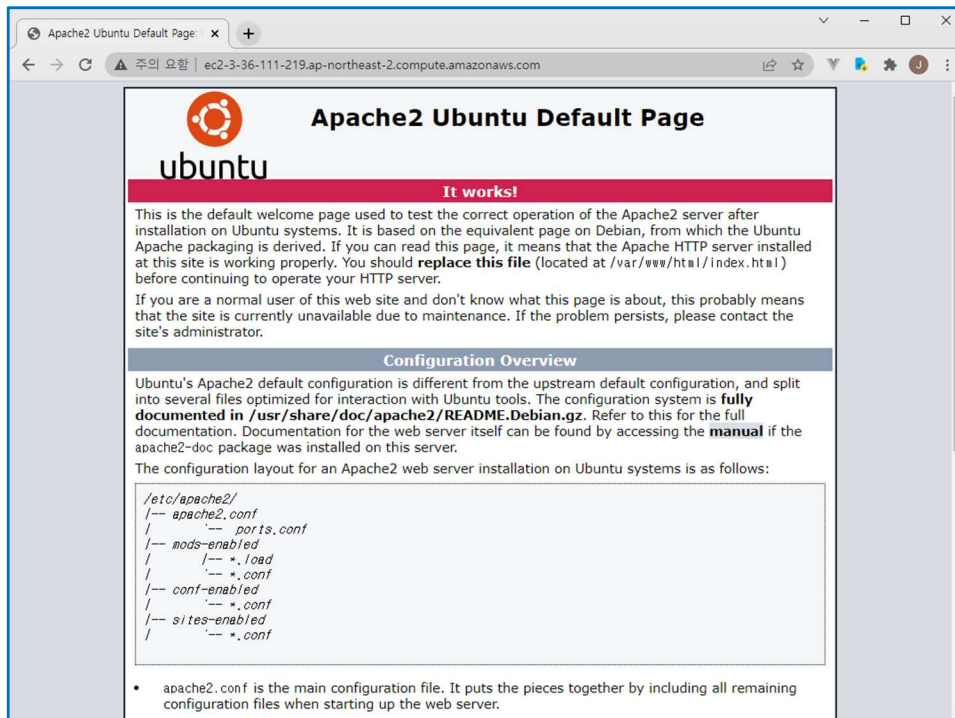 Apache2 Ubuntu Default Page:
주의 요함 | ec2-3-36-111-219.ap-northeast-2.compute.amazonaws.com
J
ubuntu
Apache2 Ubuntu Default Page
It works!
This is the default welcome page used to test the correct operation of the Apache2 server after
installation on Ubuntu systems. It is based on the equivalent page on Debian, from which the Ubuntu
Apache packaging is derived. If you can read this page, it means that the Apache HTTP server installed
at this site is working properly. You should replace this file (located at /var/www/html/index.html)
before continuing to operate your HTTP server.
If you are a normal user of this web site and don't know what this page is about, this probably means
that the site is currently unavailable due to maintenance. If the problem persists, please contact the
site's administrator.
Configuration Overview
Ubuntu's Apache2 default configuration is different from the upstream default configuration, and split
into several files optimized for interaction with Ubuntu tools. The configuration system is fully
documented in /usr/share/doc/apache2/README.Debian.gz. Refer to this for the full
documentation. Documentation for the web server itself can be found by accessing the manual if the
apache2-doc package was installed on this server.
The configuration layout for an Apache2 web server installation on Ubuntu systems is as follows:
/etc/apache2/
|-- apache2.conf
|       `--  ports.conf
|-- mods-enabled
|       |-- *.load
|       `-- *.conf
|-- conf-enabled
|       `-- *.conf
|-- sites-enabled
|       `-- *.conf
• apache2.conf is the main configuration file. It puts the pieces together by including all remaining
configuration files when starting up the web server.